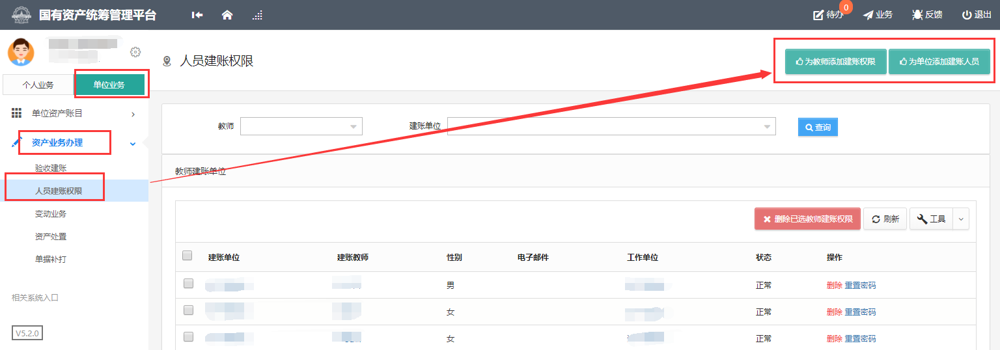 国有资产统筹管理平台
待办
0
业务
反馈
退出
个人业务
单位业务
单位资产账目
资产业务办理
验收建账
人员建账权限
变动业务
资产处置
单据补打
相关系统入口
V5.2.0
人员建账权限
为教师添加建账权限
为单位添加建账人员
教师
建账单位
查询
教师建账单位
删除已选教师建账权限
刷新
工具
建账单位 建账教师 性别 电子邮件 工作单位 状态 操作
男 正常 删除 重置密码
女 正常 删除 重置密码
女 正常 删除 重置密码